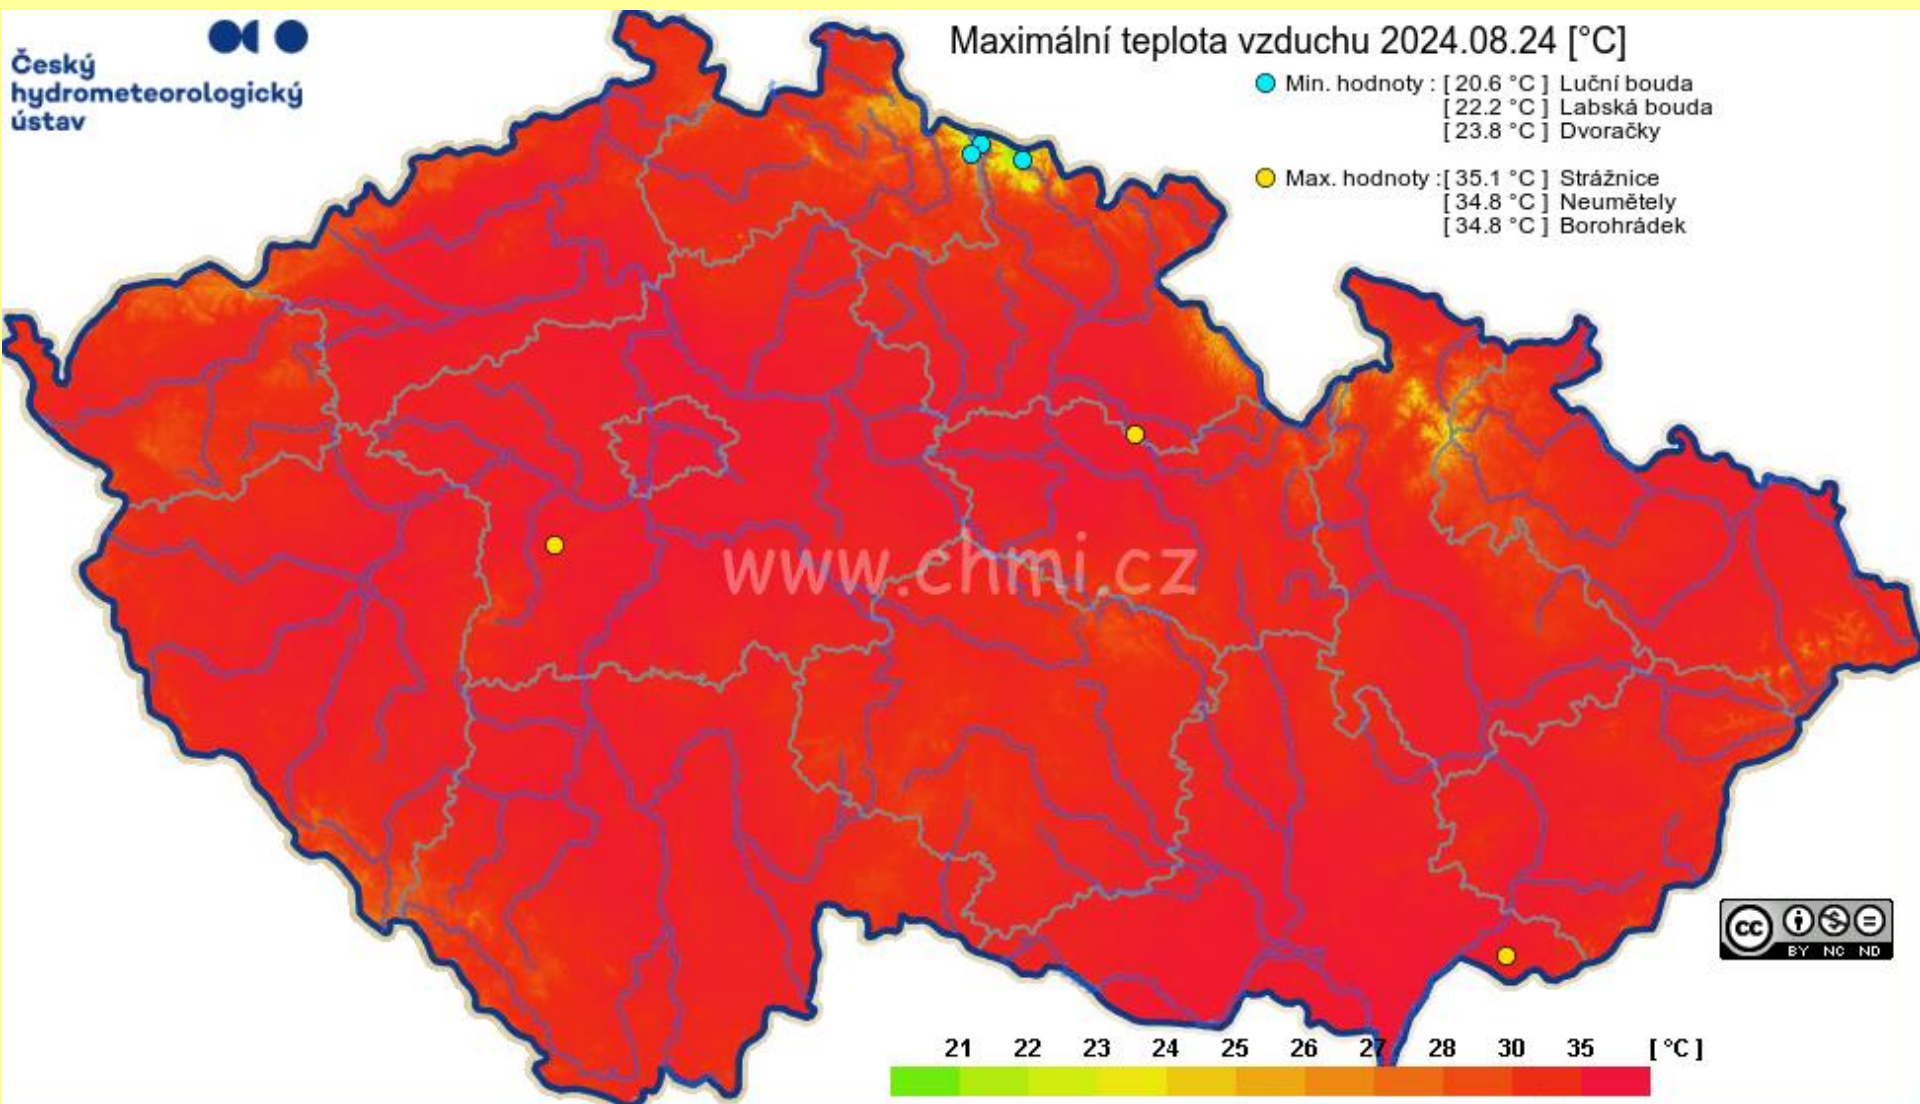 Český
hydrometeorologický
ústav
Maximální teplota vzduchu 2024.08.24 [°C]
Min. hodnoty : [ 20.6 °C ] Luční bouda
[ 22.2 °C ] Labská bouda
[ 23.8 °C ] Dvoračky
Max. hodnoty :[ 35.1 °C ] Strážnice
[ 34.8 °C ] Neumětely
[ 34.8 °C ] Borohrádek
www.chmi.cz
cc
BY NC ND
21 22 23 24 25 26 27 28 30 35 [ °C ]